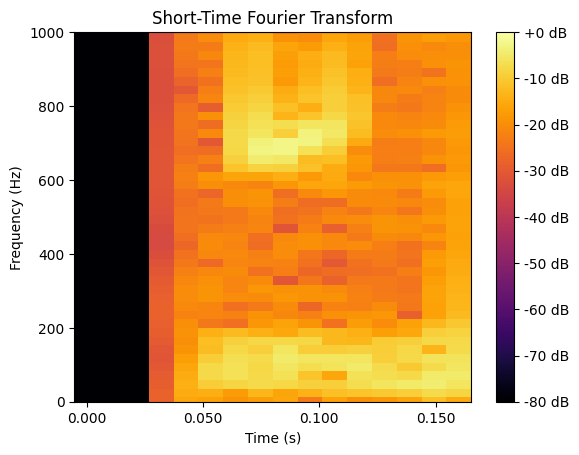 Short-Time Fourier Transform
Frequency (Hz)
1000
800
600
400
200
0
0.000
0.050
0.100
0.150
Time (s)
+0 dB
-10 dB
-20 dB
-30 dB
-40 dB
-50 dB
-60 dB
-70 dB
-80 dB